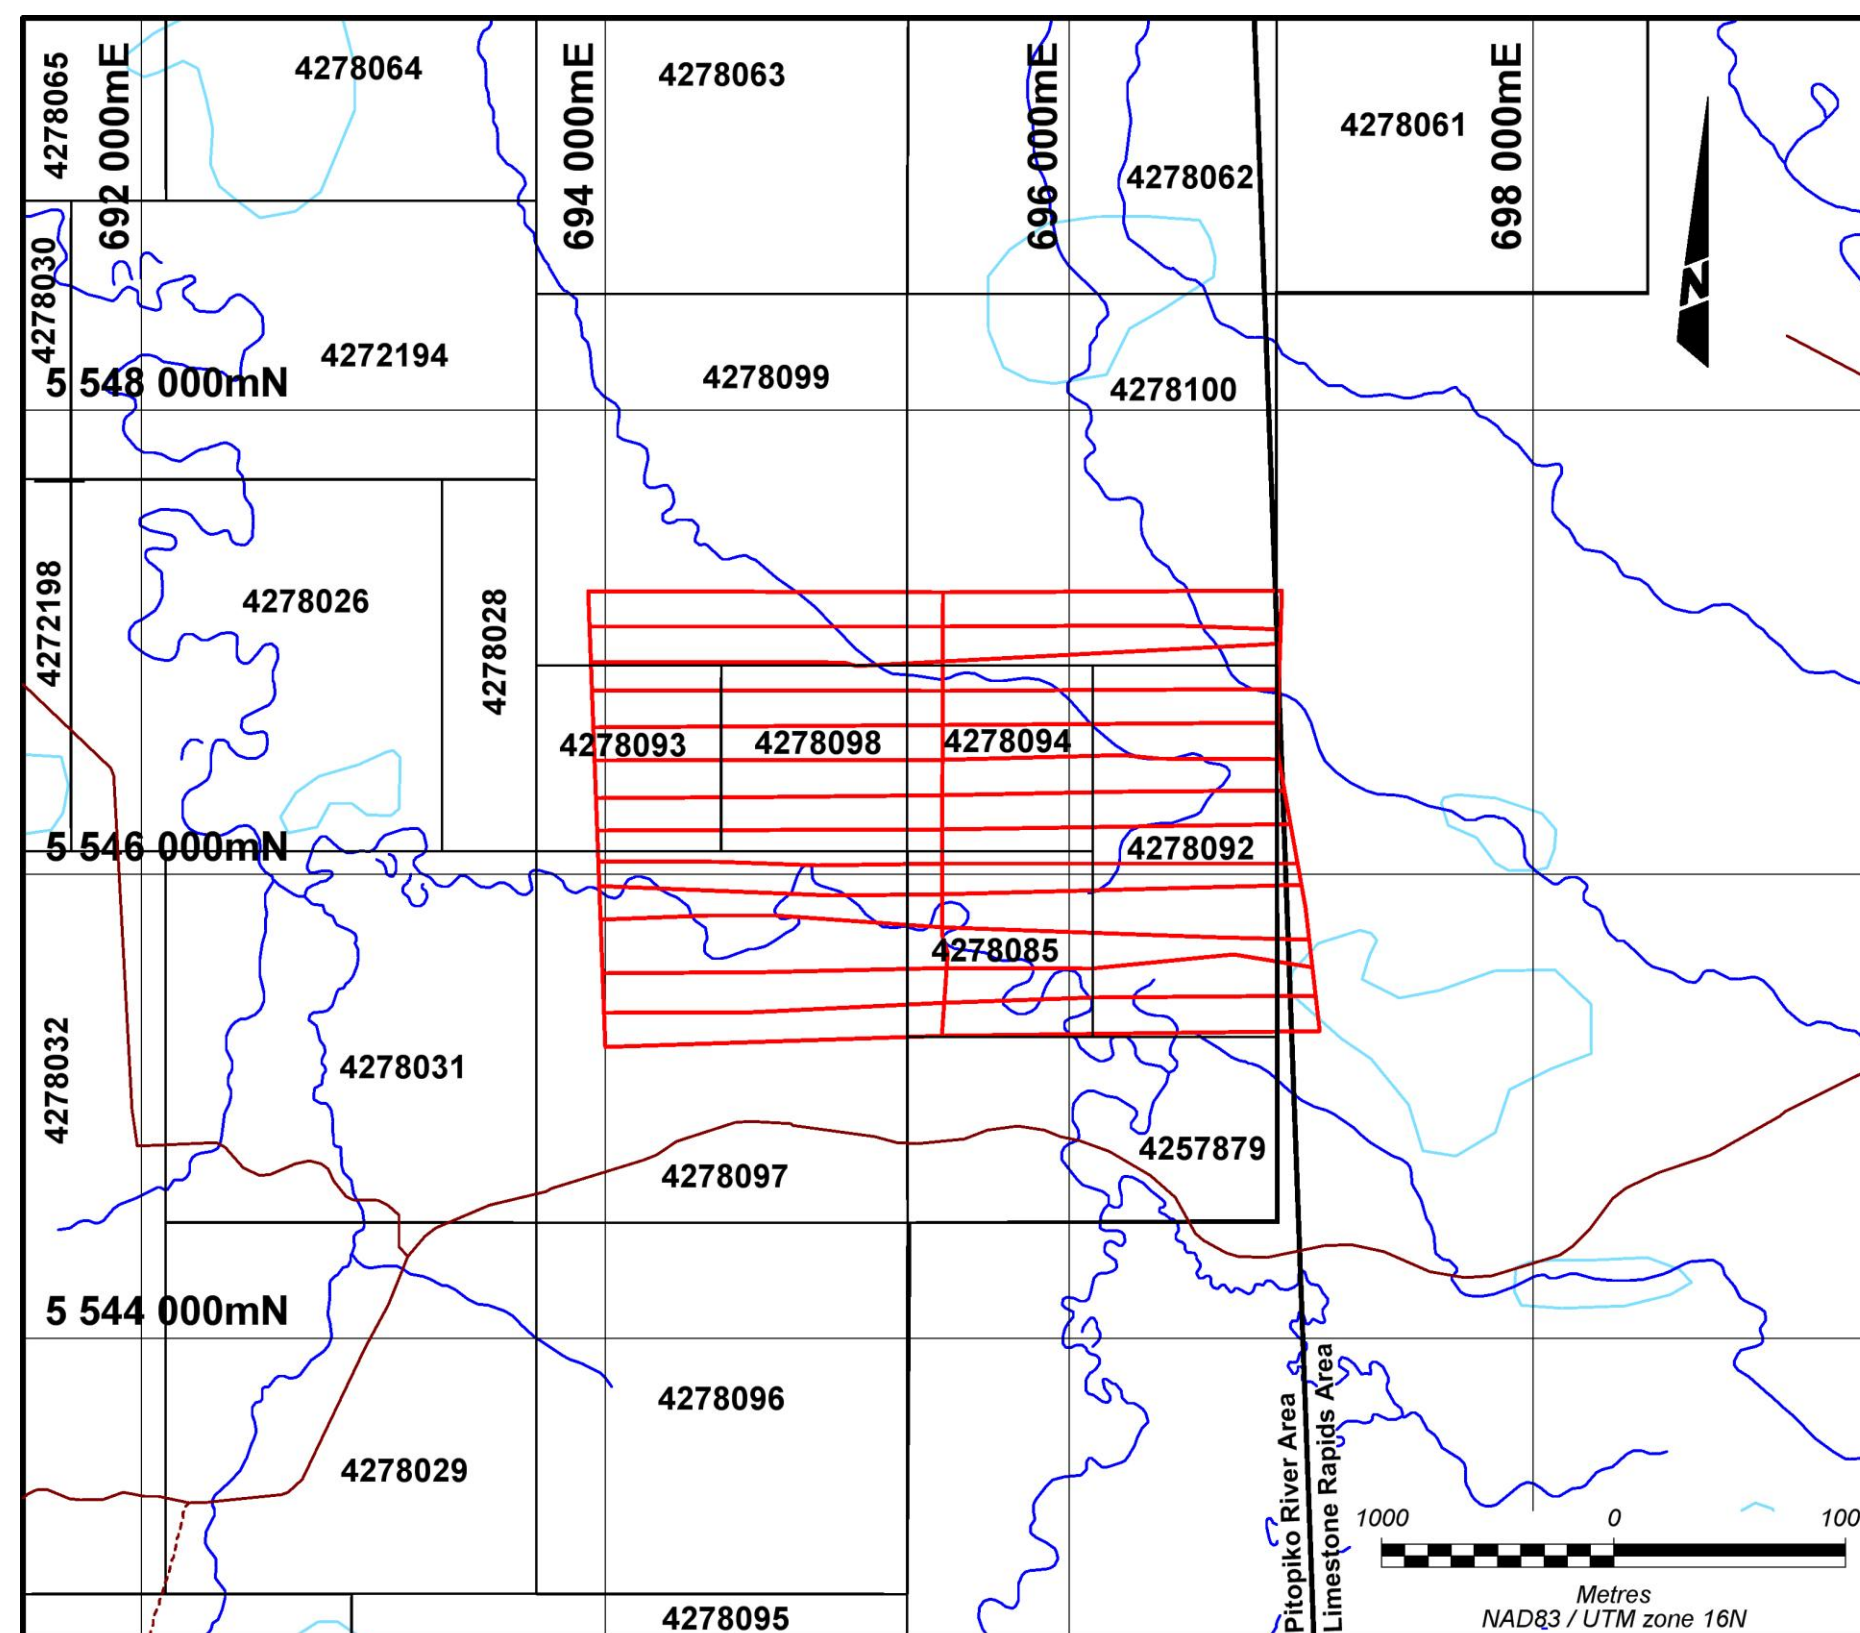 4278065
692 000mE
4278064
694 000mE
4278063
696 000mE
4278062
4278061
698 000mE
N
4278030
4272194
5 548 000mN
4278099
4278100
4272198
4278026
4278028
4278093
4278098
4278094
5 546 000mN
4278092
4278085
4278032
4278031
4278097
4257879
5 544 000mN
4278096
4278029
4278095
Pitopiko River Area
Limestone Rapids Area
1000 0 100
Metres
NAD83 / UTM zone 16N